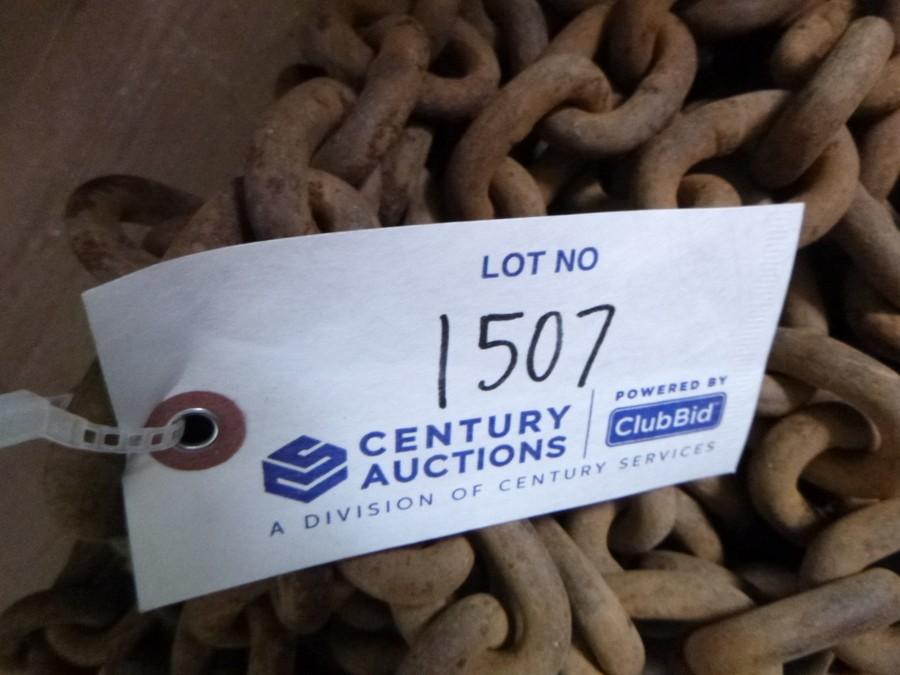 LOT NO
1507
CENTURY
AUCTIONS
POWERED BY
ClubBid
A DIVISION OF CENTURY SERVICES